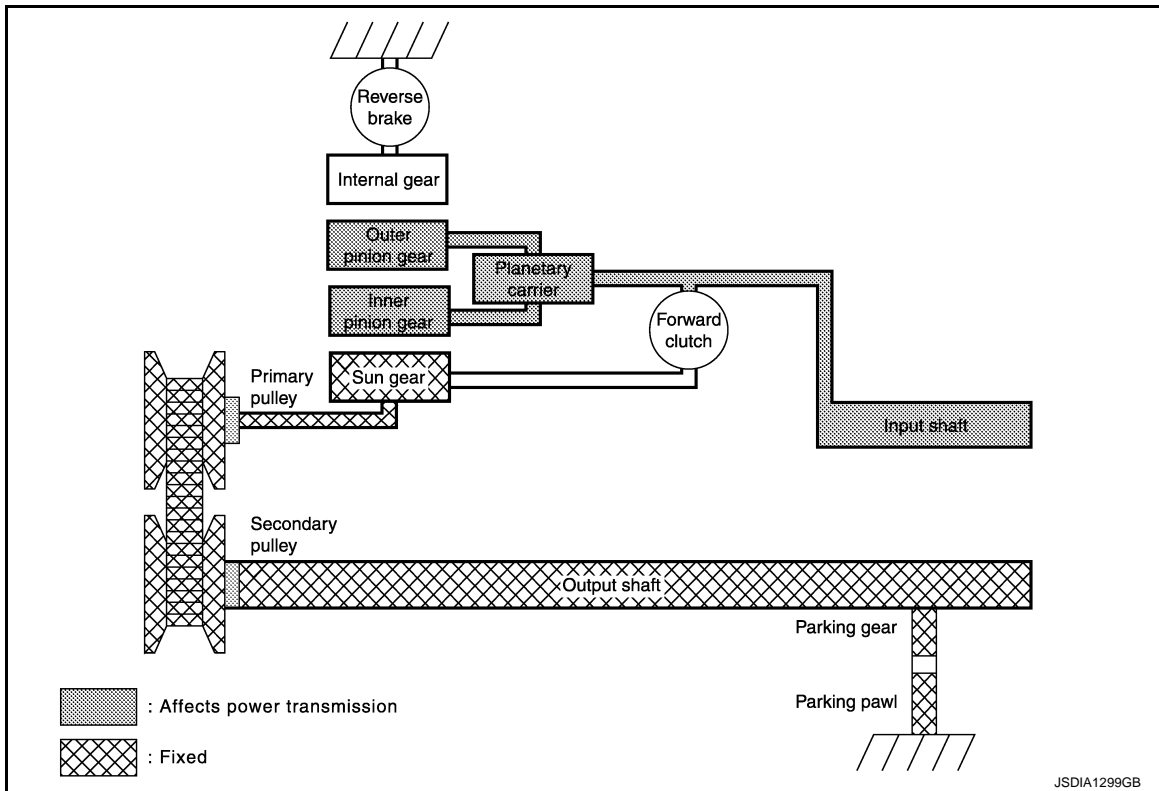 Reverse
brake
Internal gear
Outer
pinion gear
Planetary
carrier
Inner
pinion gear
Forward
clutch
Sun gear
Primary
pulley
Input shaft
Secondary
pulley
Output shaft
Parking gear
Parking pawl
: Affects power transmission
: Fixed
JSDIA1299GB